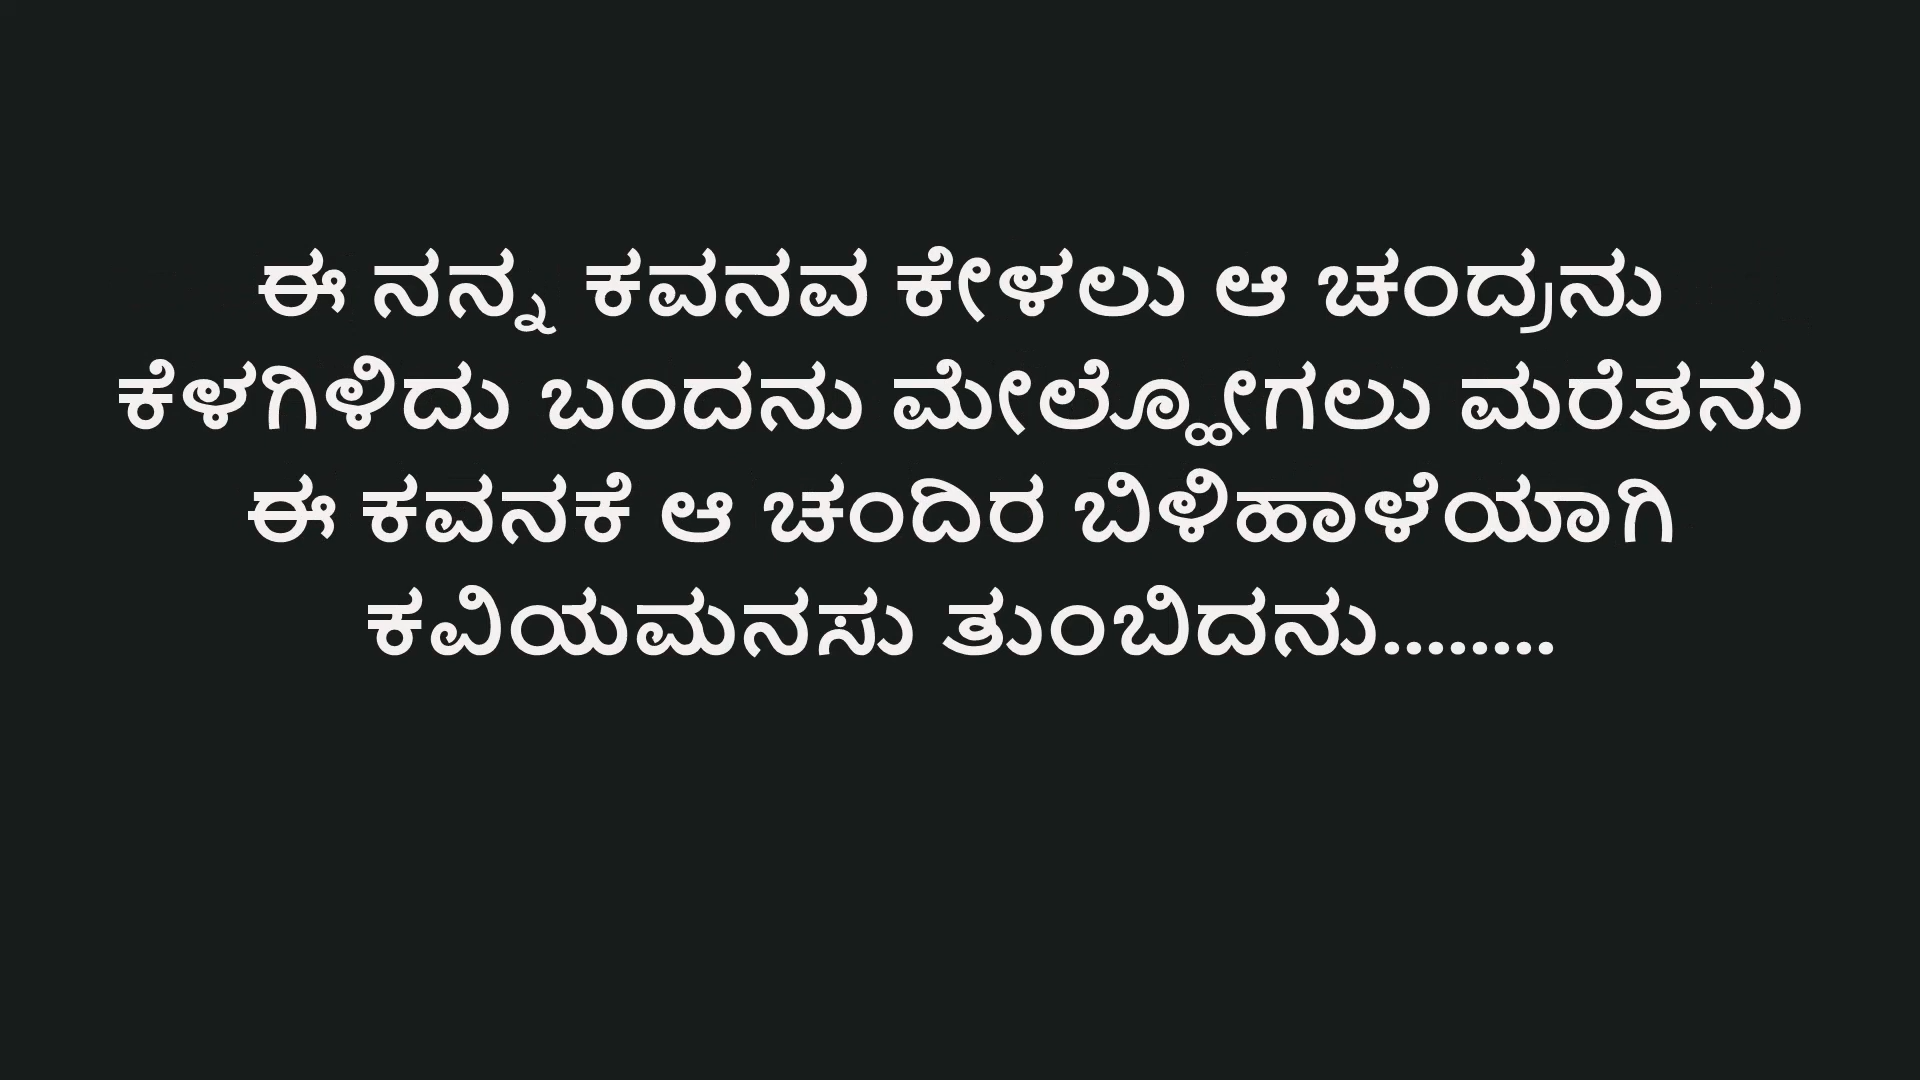 ಈ ನನ್ನ ಕವನವ ಕೇಳಲು ಆ ಚಂದ್ರನು
ಕೆಳಗಿಳಿದು ಬಂದನು ಮೇಲ್ಹೋಗಲು ಮರೆತನು
ಈ ಕವನಕೆ ಆ ಚಂದಿರ ಬಿಳಿಹಾಳೆಯಾಗಿ
ಕವಿಯಮನಸು ತುಂಬಿದನು........